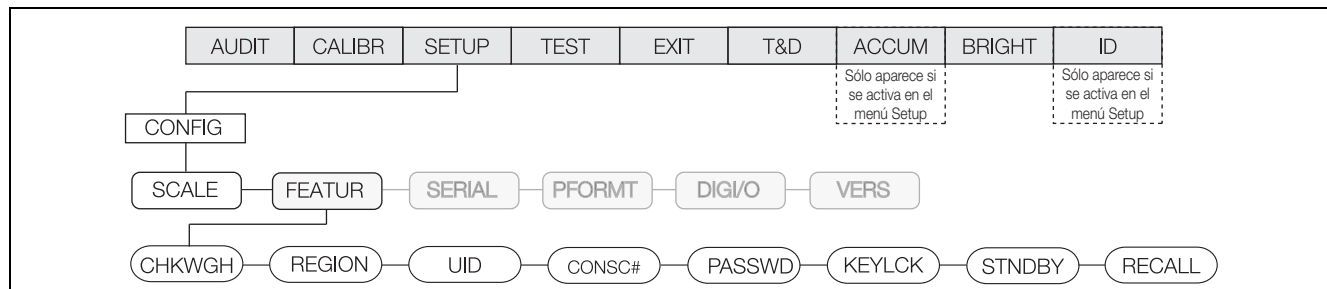 AUDIT CALIBR SETUP TEST EXIT T&D ACCUM BRIGHT ID
Sólo aparece si
se activa en el
menú Setup
Sólo aparece si
se activa en el
menú Setup
CONFIG
SCALE FEATUR SERIAL PFORMT DIGI/O VERS
CHKWGH REGION UID CONSC# PASSWD KEYLCK STNDBY RECALL